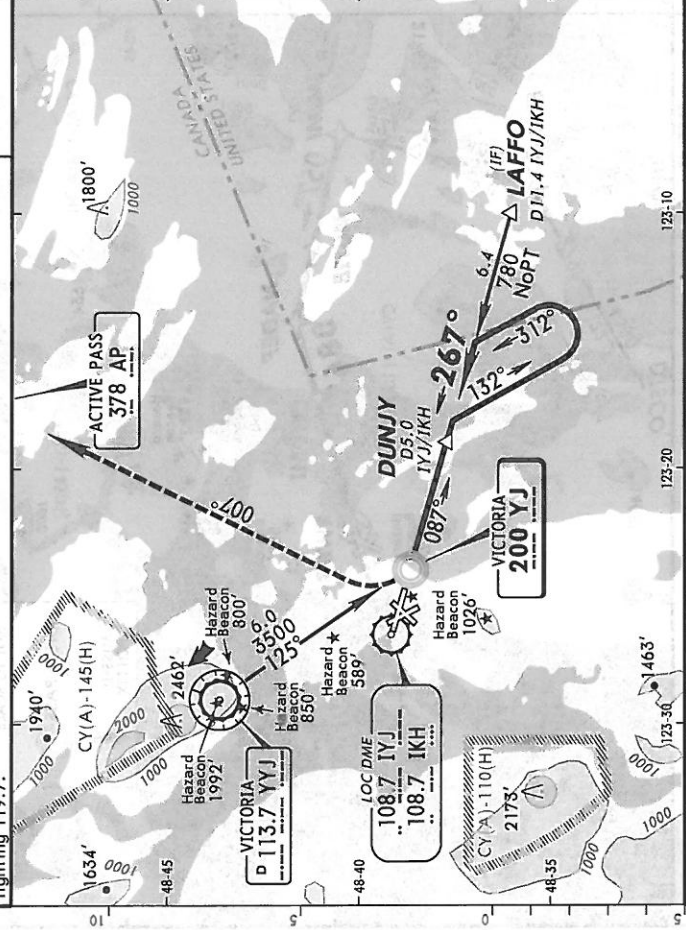 lighting 119.7.
CANADA
UNITED STATES
1800'
1000
ACTIVE PASS
378 AP
1940'
1000
CY(A)-145(H)
2000
1000
2462'
Hazard
Beacon
800'
1634'
1000
48-45
Hazard
Beacon
1992'
Hazard
Beacon
850'
VICTORIA
D 113.7 YYJ
6.0
3500
125°
007°
Hazard
Beacon
589'
48-40
LOC DME
108.7 IYJ
108.7 IKH
Hazard
Beacon
1026'
VICTORIA
200 YJ
DUNJY
D5.0
IYJ/IKH
087°
267°
132°
312°
6.4
780
NoPT
(IF)
LAFFO
D11.4 IYJ/IKH
CY(A)-110(H)
2173'
1000
1000
48-35
1463'
1000
123-30
123-20
123-10
10
5
0
5